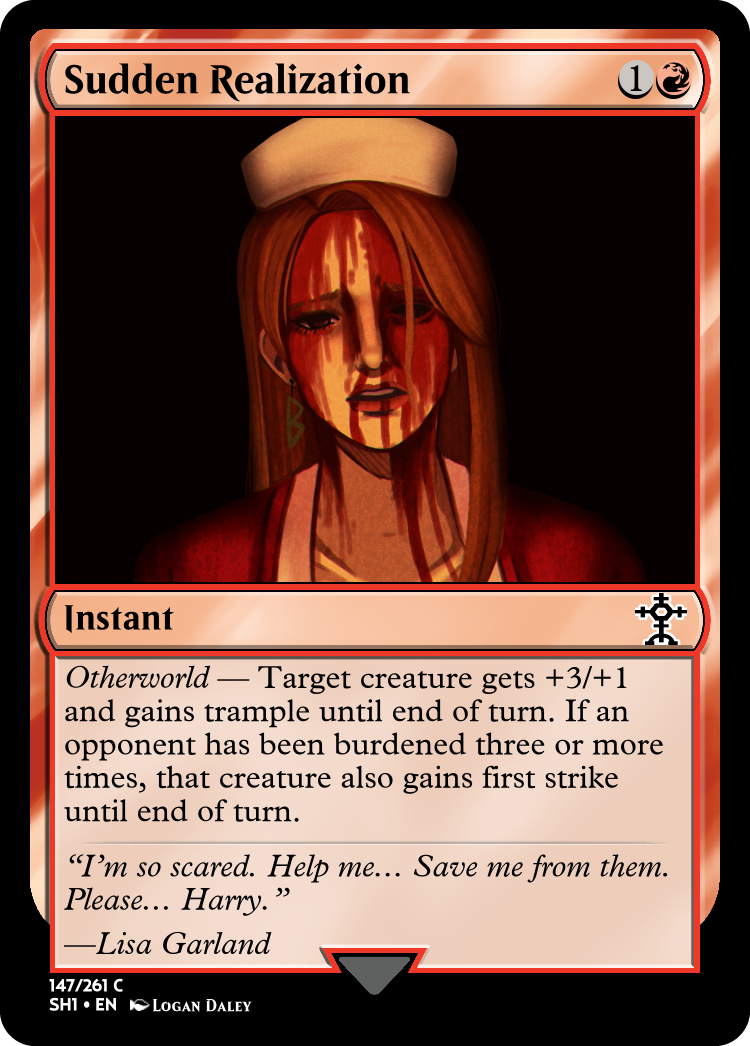 Sudden Realization 1
Instant
Otherworld — Target creature gets +3/+1
and gains trample until end of turn. If an
opponent has been burdened three or more
times, that creature also gains first strike
until end of turn.
“I’m so scared. Help me… Save me from them.
Please… Harry.”
—Lisa Garland
147/261 C
SH1 • EN Logan Daley